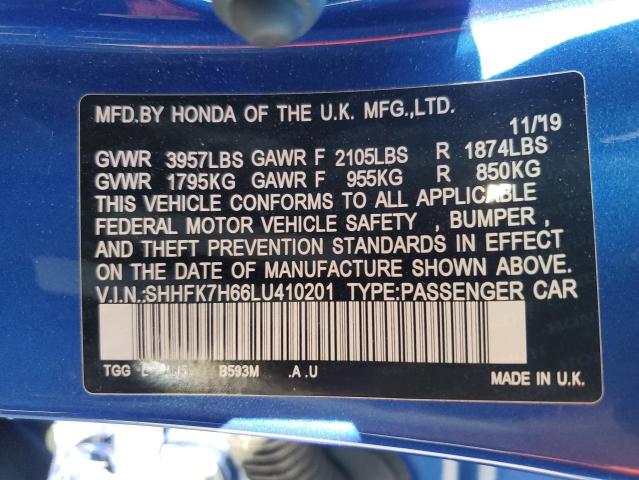 MFD.BY HONDA OF THE U.K. MFG.,LTD.
11/19
GVWR 3957LBS GAWR F 2105LBS R 1874LBS
GVWR 1795KG GAWR F 955KG R 850KG
THIS VEHICLE CONFORMS TO ALL APPLICABLE
FEDERAL MOTOR VEHICLE SAFETY , BUMPER ,
AND THEFT PREVENTION STANDARDS IN EFFECT
ON THE DATE OF MANUFACTURE SHOWN ABOVE.
V.I.N.:SHHFK7H66LU410201 TYPE:PASSENGER CAR
TGG B593M .A .U
MADE IN U.K.